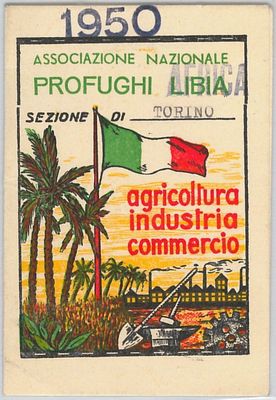 1950
ASSOCIAZIONE NAZIONALE
PROFUGHI LIBIA
AFRICA
SEZIONE DI TORINO
agricoltura
industria
commercio